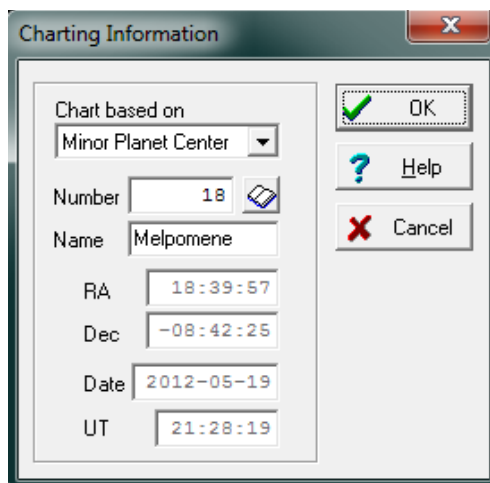 Charting Information
x
Chart based on
Minor Planet Center
Number 18
Name Melpomene
RA 18:39:57
Dec -08:42:25
Date 2012-05-19
UT 21:28:19
OK
? Help
Cancel